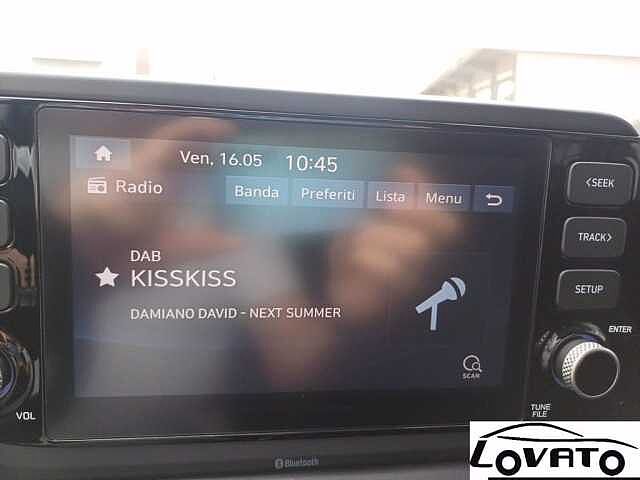 Ven, 16.05 10:45
Radio Banda Preferiti Lista Menu
DAB
KISSKISS
DAMIANO DAVID - NEXT SUMMER
SCAN
<SEEK
TRACK>
SETUP
ENTER
VOL
TUNE
FILE
Bluetooth
LOVATO